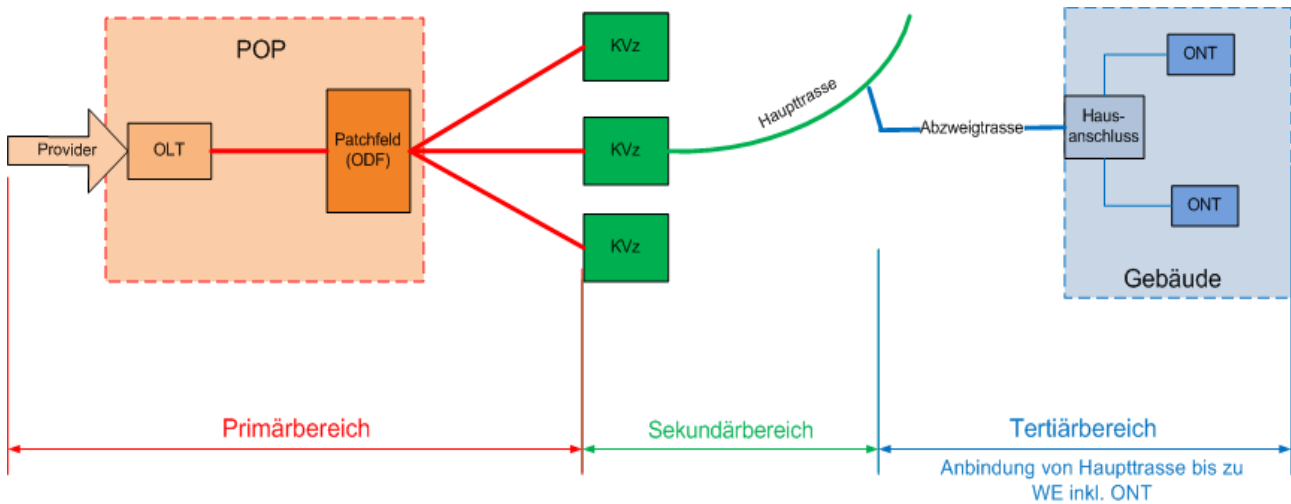 POP
Provider
OLT
Patchfeld
(ODF)
KVz
KVz
KVz
Haupttrasse
Abzweigtrasse
Haus-
anschluss
ONT
ONT
Gebäude
Primärbereich
Sekundärbereich
Tertiärbereich
Anbindung von Haupttrasse bis zu
WE inkl. ONT